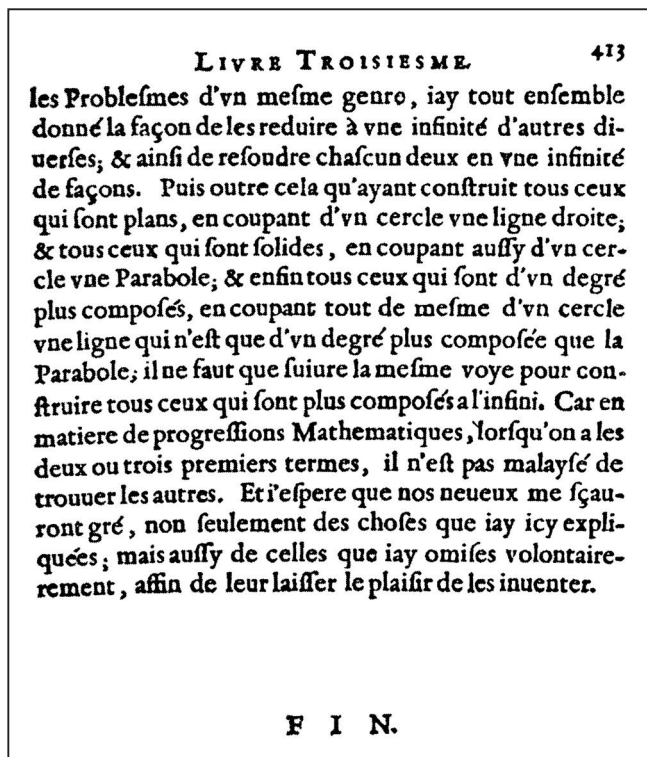 LIVRE TROISIESME. 413
les Problesmes d'vn mesme genre, iay tout ensemble
donné la façon de les reduire à vne infinité d'autres di-
uerses; & ainsi de resoudre chascun deux en vne infinité
de façons. Puis outre cela qu'ayant construit tous ceux
qui sont plans, en coupant d'vn cercle vne ligne droite;
& tous ceux qui sont solides, en coupant aussy d'vn cer-
cle vne Parabole; & enfin tous ceux qui sont d'vn degré
plus composés, en coupant tout de mesme d'vn cercle
vne ligne qui n'est que d'vn degré plus composée que la
Parabole; il ne faut que suiure la mesme voye pour con-
struire tous ceux qui sont plus composés a l'infini. Car en
matiere de progressions Mathematiques, lorsqu'on a les
deux ou trois premiers termes, il n'est pas malaysé de
trouuer les autres. Et i'espere que nos neueux me sçau-
ront gré, non seulement des choses que iay icy expli-
quées; mais aussy de celles que iay omises volontaire-
rement, affin de leur laisser le plaisir de les inuenter.
F I N.